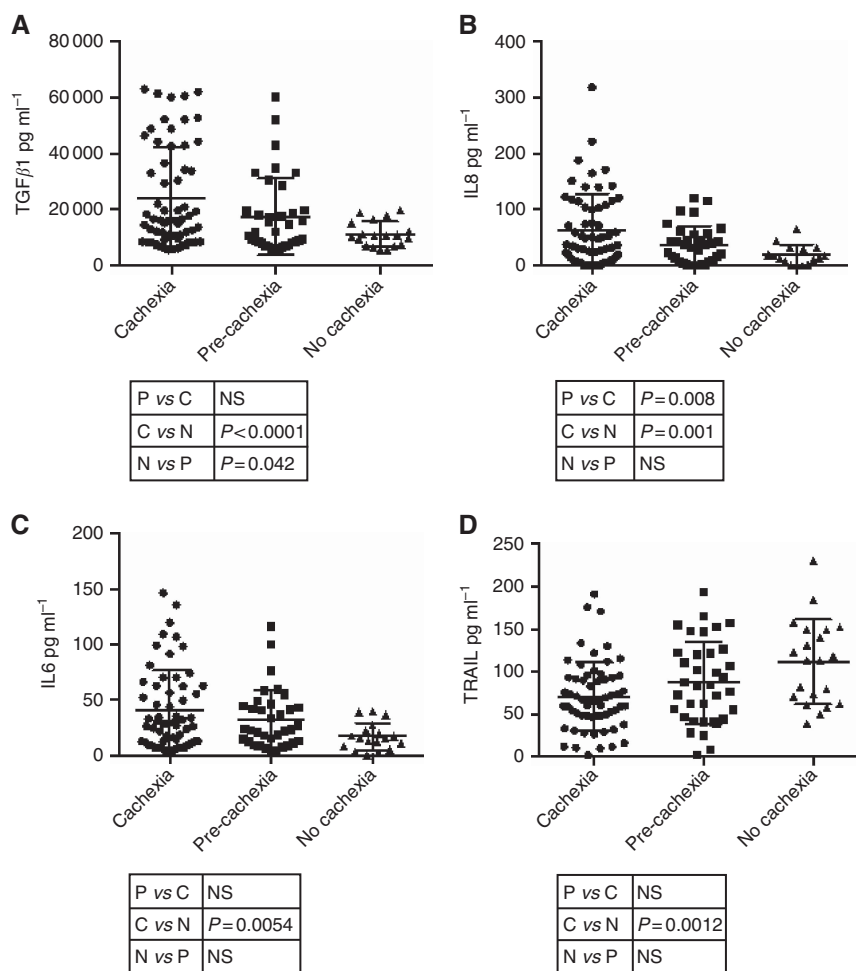 A
TGFβ1 pg ml⁻¹
80 000
60 000
40 000
20 000
0
Cachexia
Pre-cachexia
No cachexia
P vs C NS
C vs N P<0.0001
N vs P P=0.042
B
IL8 pg ml⁻¹
400
300
200
100
0
Cachexia
Pre-cachexia
No cachexia
P vs C P=0.008
C vs N P=0.001
N vs P NS
C
IL6 pg ml⁻¹
200
150
100
50
0
Cachexia
Pre-cachexia
No cachexia
P vs C NS
C vs N P=0.0054
N vs P NS
D
TRAIL pg ml⁻¹
250
200
150
100
50
0
Cachexia
Pre-cachexia
No cachexia
P vs C NS
C vs N P=0.0012
N vs P NS